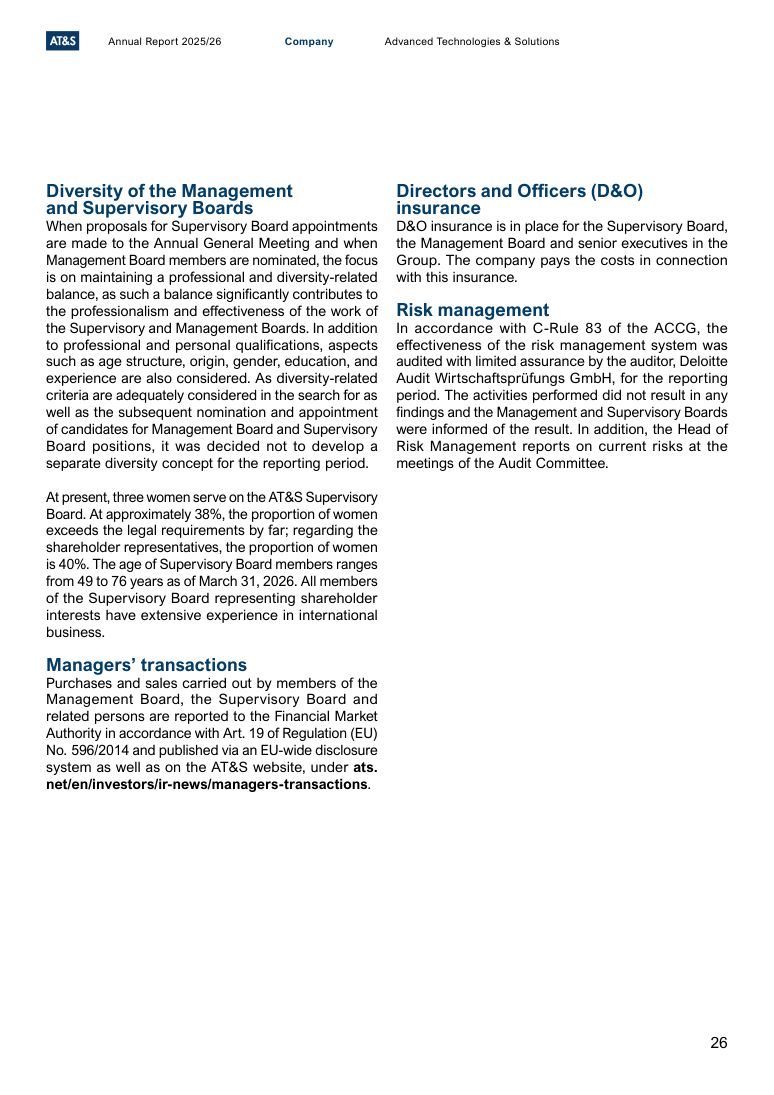 AT&S
Annual Report 2025/26
Company
Advanced Technologies & Solutions
Diversity of the Management
and Supervisory Boards
When proposals for Supervisory Board appointments
are made to the Annual General Meeting and when
Management Board members are nominated, the focus
is on maintaining a professional and diversity-related
balance, as such a balance significantly contributes to
the professionalism and effectiveness of the work of
the Supervisory and Management Boards. In addition
to professional and personal qualifications, aspects
such as age structure, origin, gender, education, and
experience are also considered. As diversity-related
criteria are adequately considered in the search for as
well as the subsequent nomination and appointment
of candidates for Management Board and Supervisory
Board positions, it was decided not to develop a
separate diversity concept for the reporting period.
At present, three women serve on the AT&S Supervisory
Board. At approximately 38%, the proportion of women
exceeds the legal requirements by far; regarding the
shareholder representatives, the proportion of women
is 40%. The age of Supervisory Board members ranges
from 49 to 76 years as of March 31, 2026. All members
of the Supervisory Board representing shareholder
interests have extensive experience in international
business.
Managers’ transactions
Purchases and sales carried out by members of the
Management Board, the Supervisory Board and
related persons are reported to the Financial Market
Authority in accordance with Art. 19 of Regulation (EU)
No. 596/2014 and published via an EU-wide disclosure
system as well as on the AT&S website, under ats.
net/en/investors/ir-news/managers-transactions.
Directors and Officers (D&O)
insurance
D&O insurance is in place for the Supervisory Board,
the Management Board and senior executives in the
Group. The company pays the costs in connection
with this insurance.
Risk management
In accordance with C-Rule 83 of the ACCG, the
effectiveness of the risk management system was
audited with limited assurance by the auditor, Deloitte
Audit Wirtschaftsprüfungs GmbH, for the reporting
period. The activities performed did not result in any
findings and the Management and Supervisory Boards
were informed of the result. In addition, the Head of
Risk Management reports on current risks at the
meetings of the Audit Committee.
26